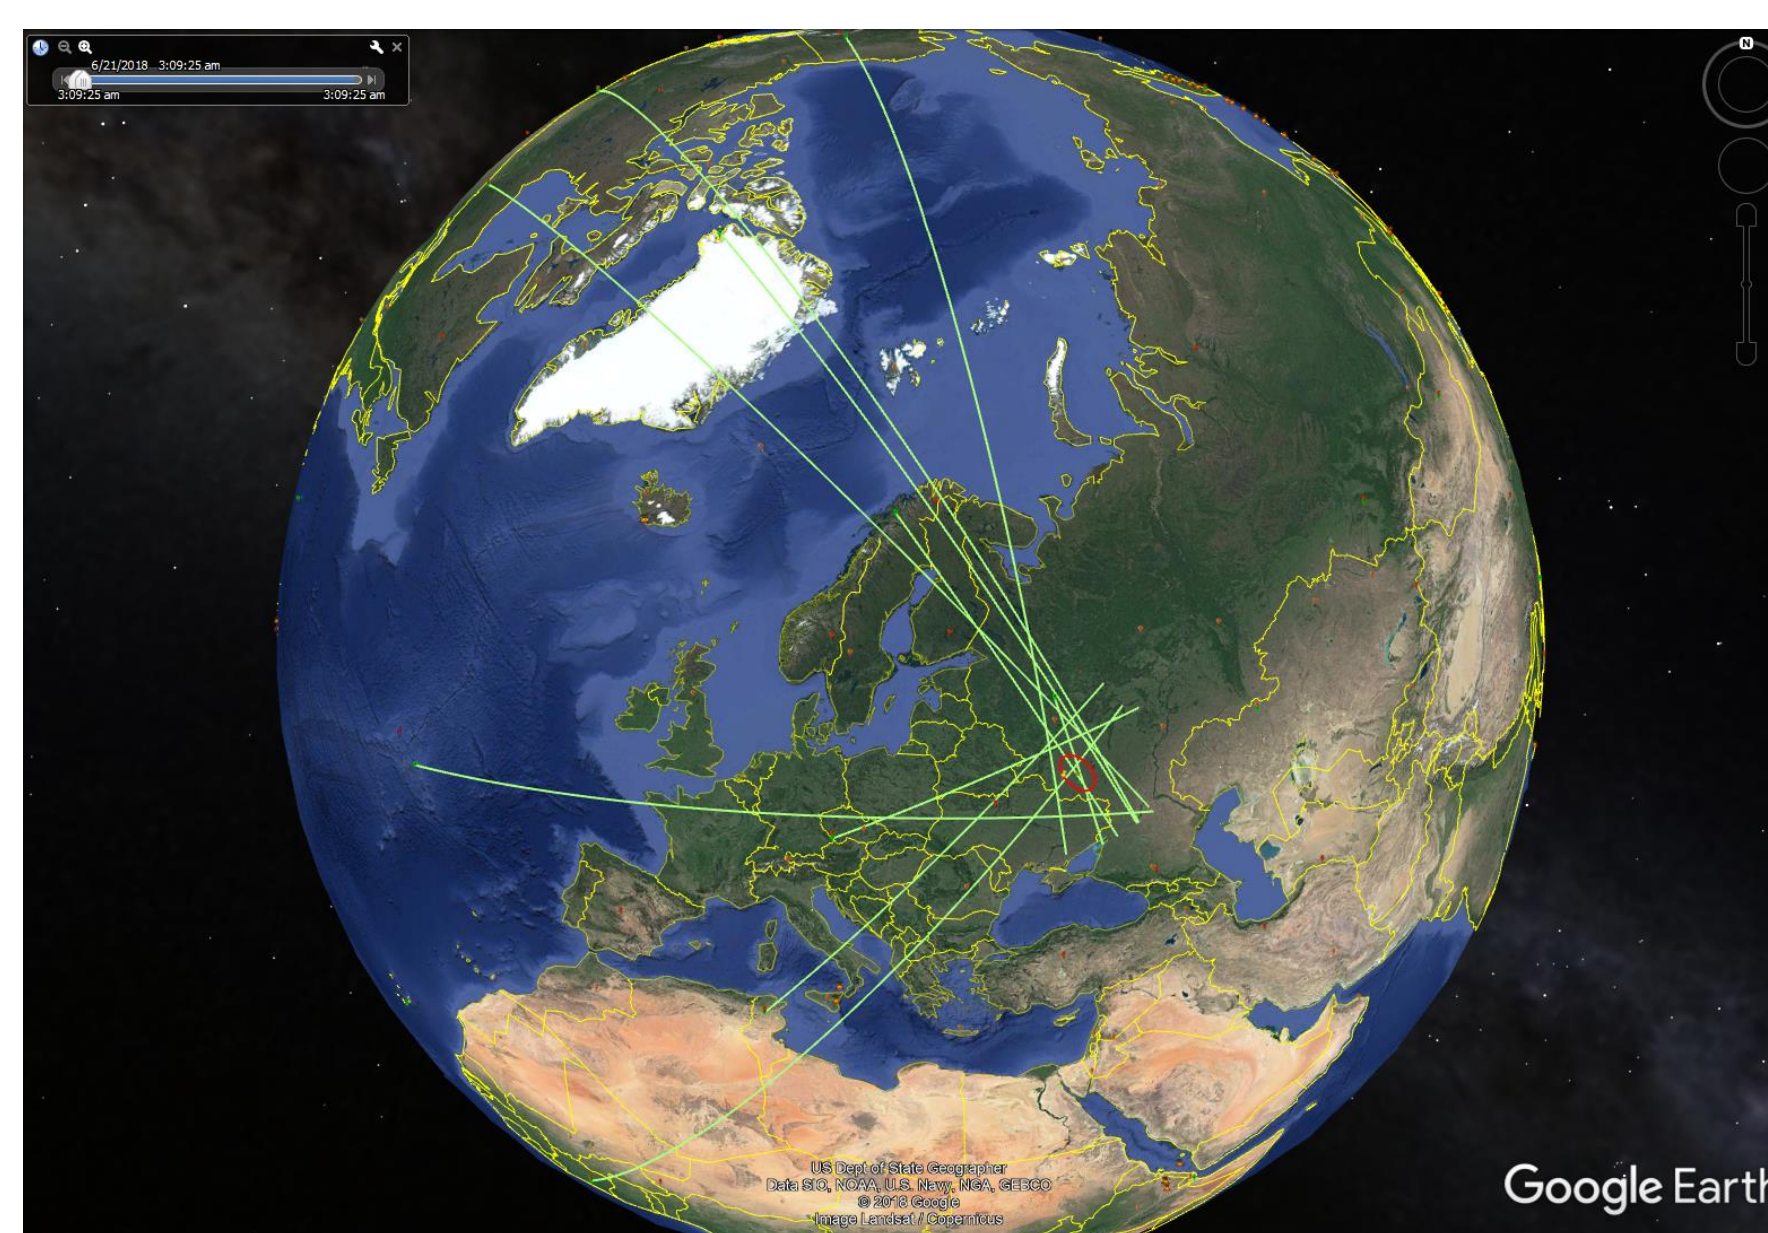 N
6/21/2018 3:09:25 am
3:09:25 am 3:09:25 am
US Dept of State Geographer
Data SIO, NOAA, U.S. Navy, NGA, GEBCO
© 2018 Google
Image Landsat / Copernicus
Google Earth